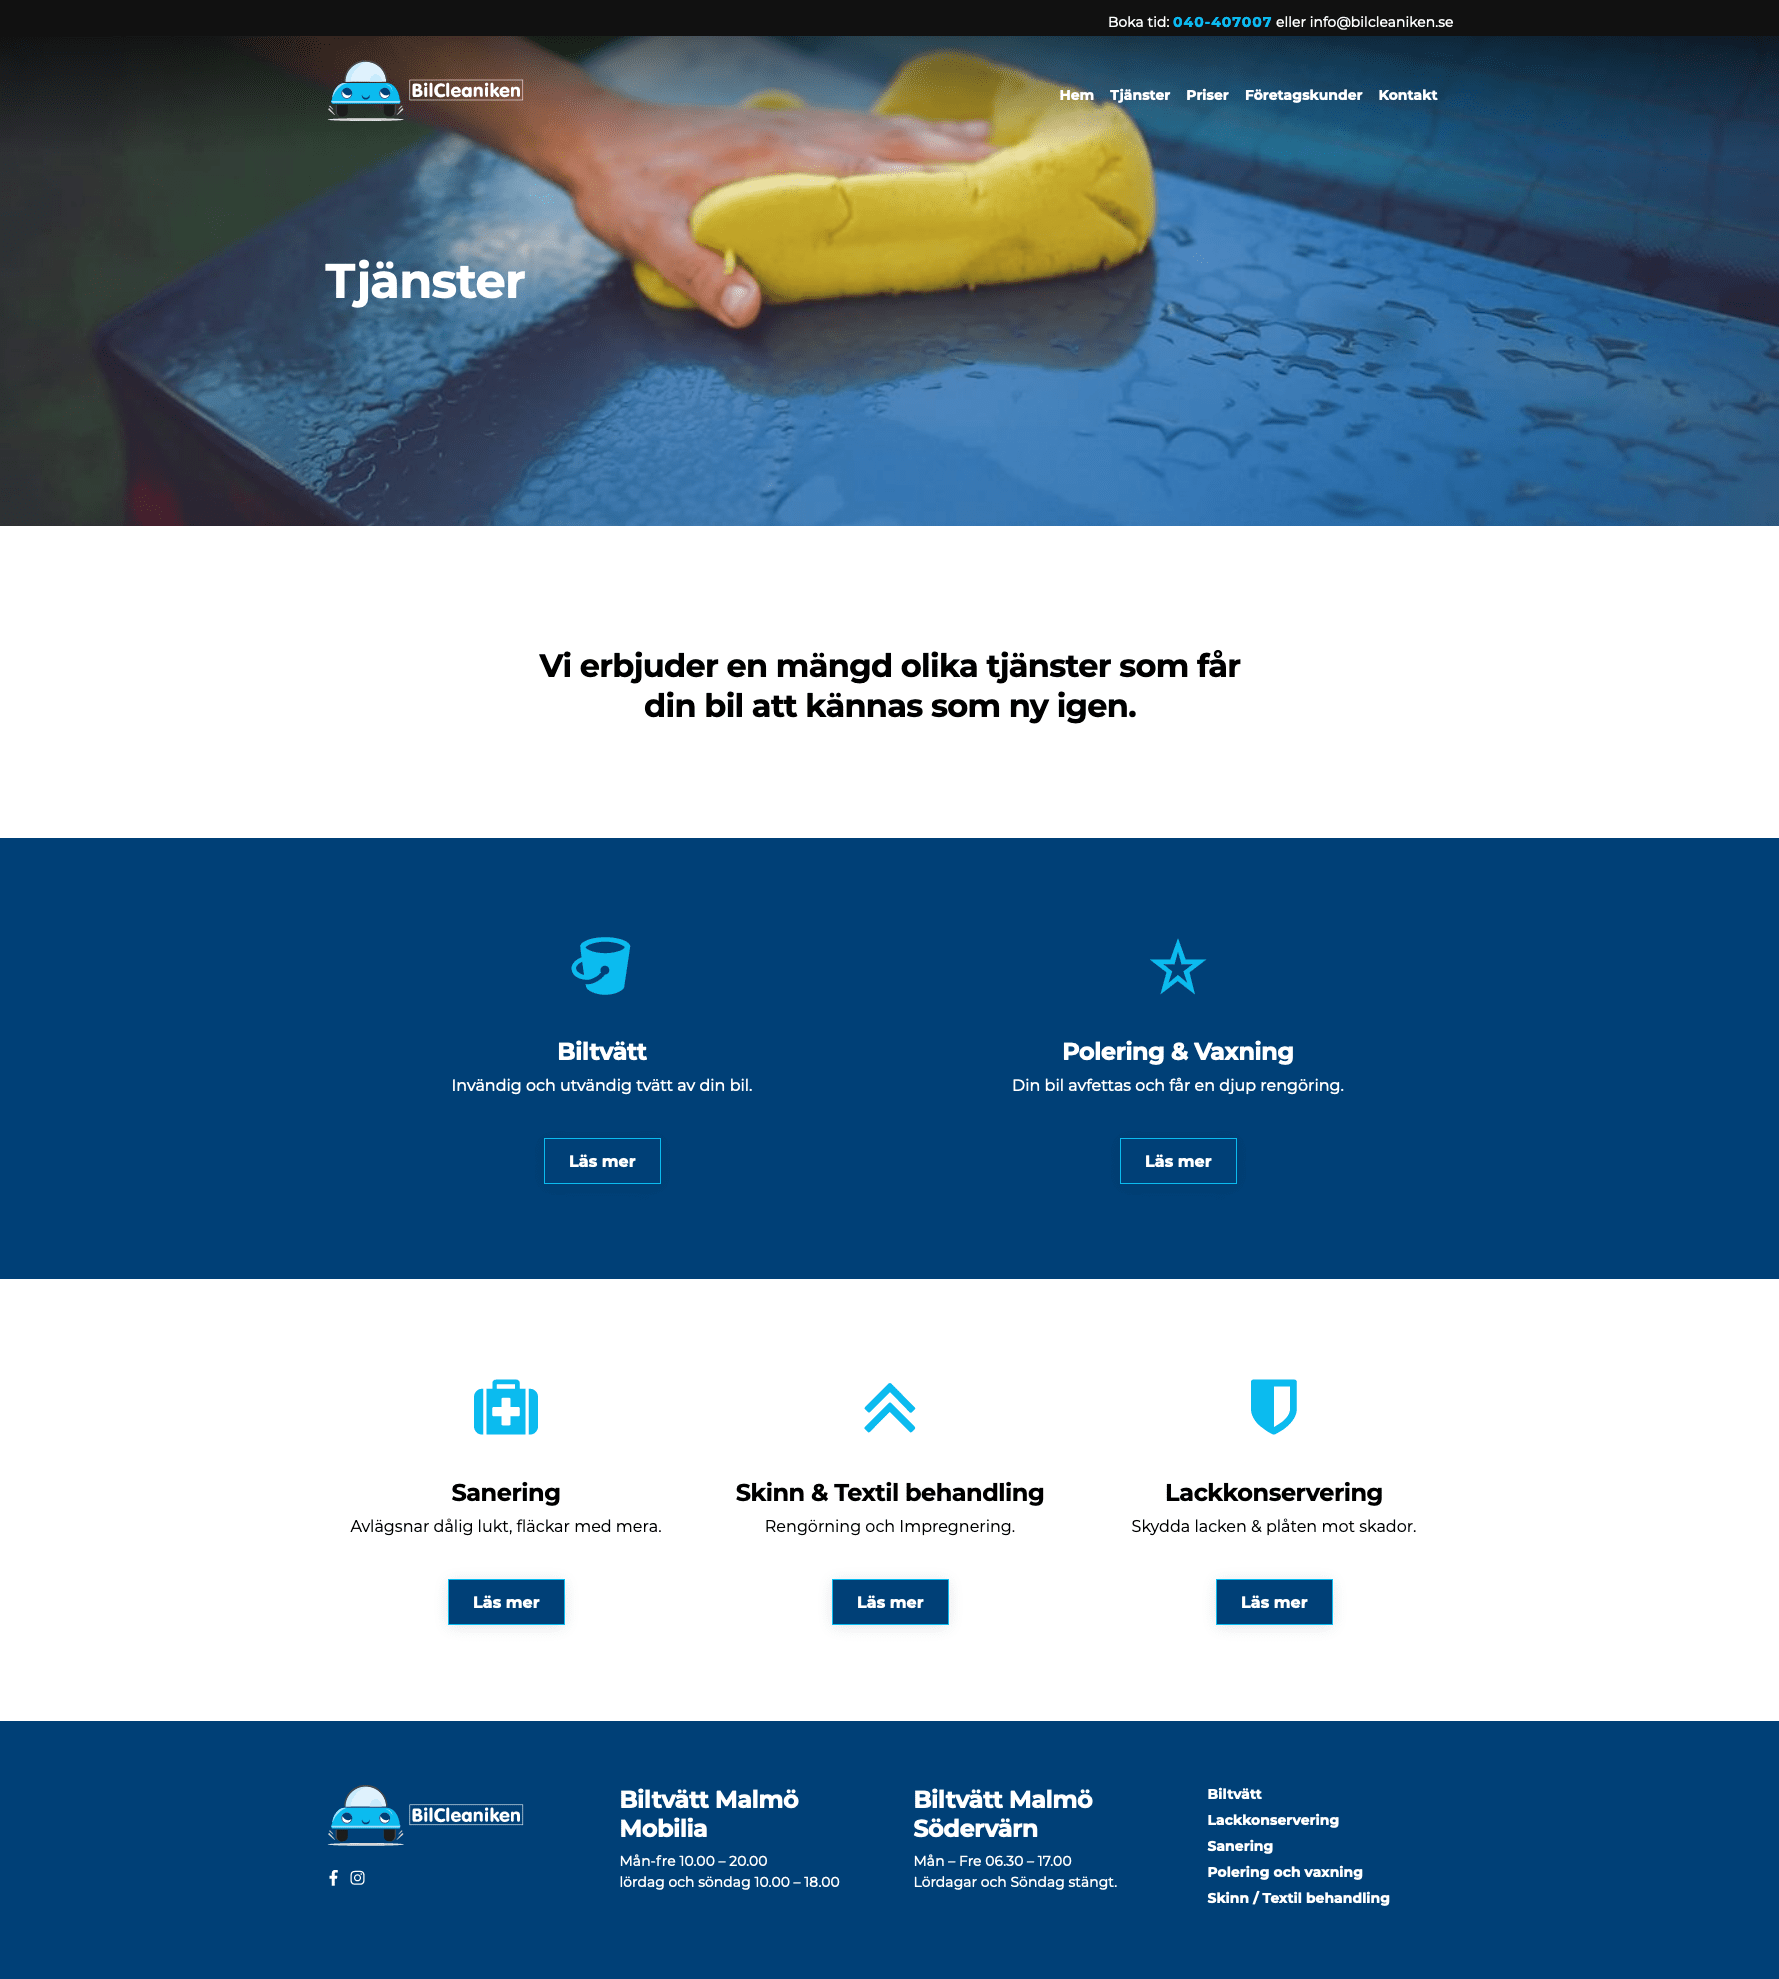 Boka tid: 040-407007 eller info@bilcleaniken.se
BilCleaniken
Hem Tjänster Priser Företagskunder Kontakt
Tjänster
Vi erbjuder en mängd olika tjänster som får
din bil att kännas som ny igen.
Biltvätt
Invändig och utvändig tvätt av din bil.
Läs mer
Polering & Vaxning
Din bil avfettas och får en djup rengöring.
Läs mer
Sanering
Avlägsnar dålig lukt, fläckar med mera.
Läs mer
Skinn & Textil behandling
Rengörning och Impregnering.
Läs mer
Lackkonservering
Skydda lacken & plåten mot skador.
Läs mer
BilCleaniken
Biltvätt Malmö
Mobilia
Mån-fre 10.00 – 20.00
lördag och söndag 10.00 – 18.00
Biltvätt Malmö
Södervärn
Mån – Fre 06.30 – 17.00
Lördagar och Söndag stängt.
Biltvätt
Lackkonservering
Sanering
Polering och vaxning
Skinn / Textil behandling